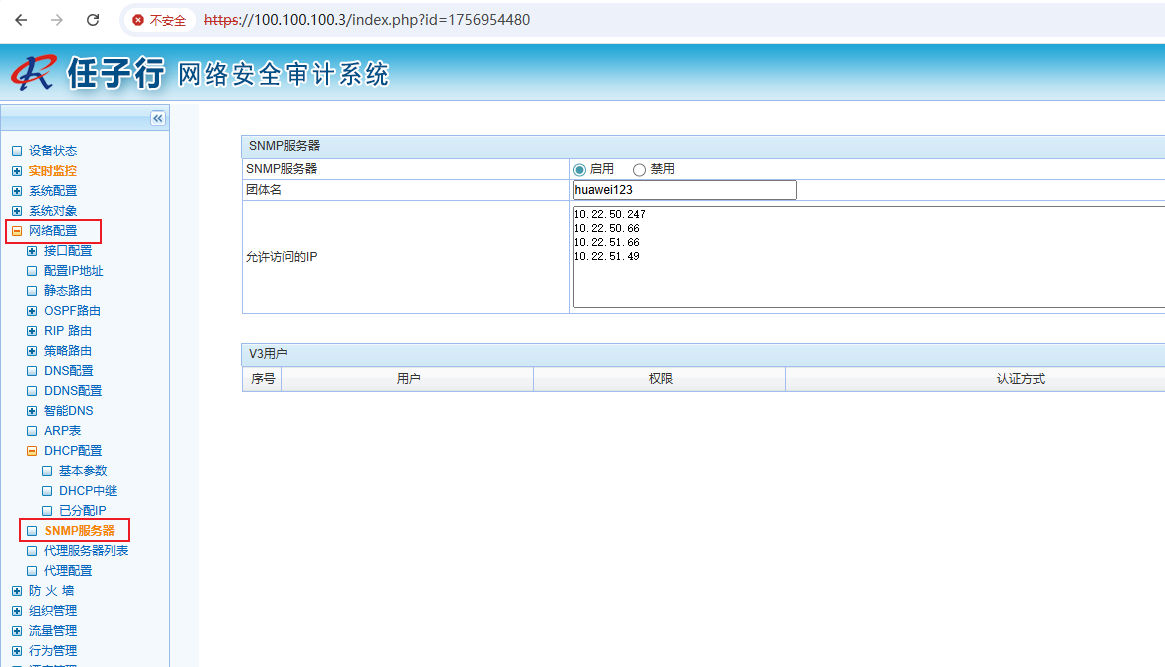 不安全 https://100.100.100.3/index.php?id=1756954480
任子行 网络安全审计系统
设备状态
实时监控
系统配置
系统对象
网络配置
接口配置
配置IP地址
静态路由
OSPF路由
RIP 路由
策略路由
DNS配置
DDNS配置
智能DNS
ARP表
DHCP配置
基本参数
DHCP中继
已分配IP
SNMP服务器
代理服务器列表
代理配置
防 火 墙
组织管理
流量管理
行为管理
SNMP服务器
SNMP服务器 启用 禁用
团体名 huawei123
允许访问的IP
10.22.50.247
10.22.50.66
10.22.51.66
10.22.51.49
V3用户
序号 用户 权限 认证方式